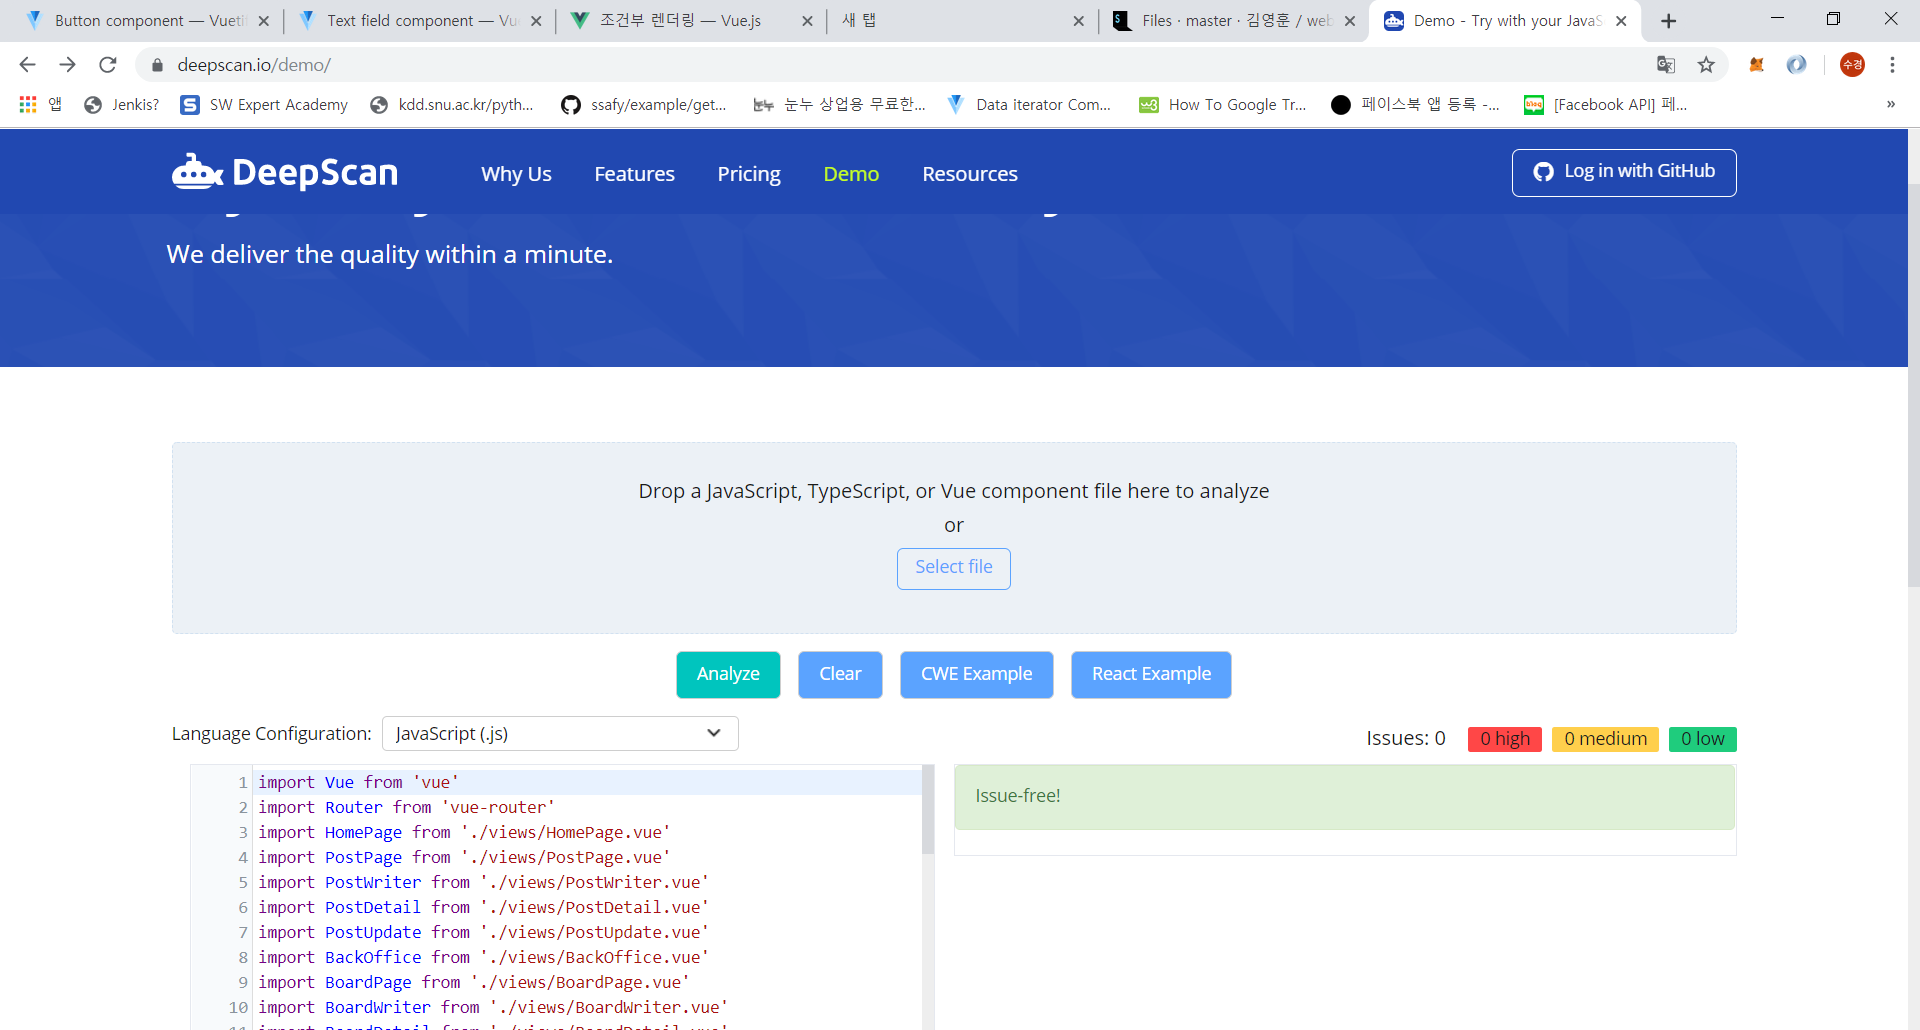 Button component — Vueti
Text field component — Vue
조건부 렌더링 — Vue.js
새 탭
Files · master · 김영훈 / web
Demo - Try with your JavaS
deepscan.io/demo/
수경
앱
Jenkis?
SW Expert Academy
kdd.snu.ac.kr/pyth...
ssafy/example/get...
눈누 상업용 무료한...
Data iterator Com...
How To Google Tr...
페이스북 앱 등록 -...
[Facebook API] 페...
»
DeepScan
Why Us
Features
Pricing
Demo
Resources
Log in with GitHub
We deliver the quality within a minute.
Drop a JavaScript, TypeScript, or Vue component file here to analyze
or
Select file
Analyze
Clear
CWE Example
React Example
Language Configuration:
JavaScript (.js)
Issues: 0
0 high
0 medium
0 low
1 import Vue from 'vue'
2 import Router from 'vue-router'
3 import HomePage from './views/HomePage.vue'
4 import PostPage from './views/PostPage.vue'
5 import PostWriter from './views/PostWriter.vue'
6 import PostDetail from './views/PostDetail.vue'
7 import PostUpdate from './views/PostUpdate.vue'
8 import BackOffice from './views/BackOffice.vue'
9 import BoardPage from './views/BoardPage.vue'
10 import BoardWriter from './views/BoardWriter.vue'
11 import BoardDetail from './views/BoardDetail.vue'
Issue-free!